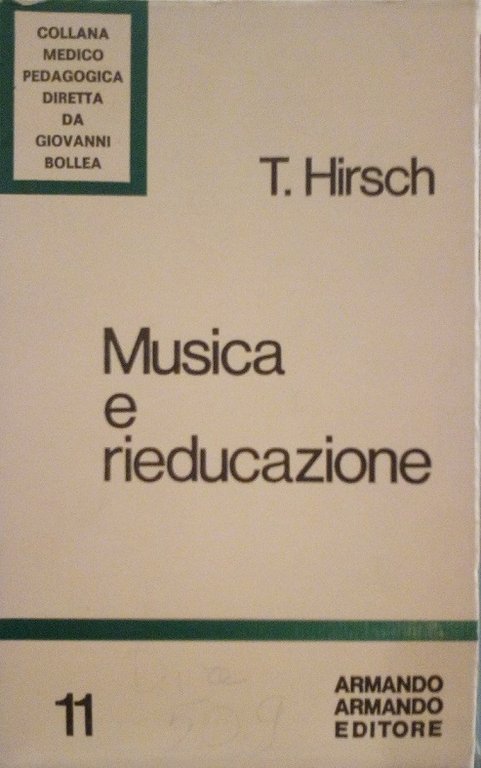 COLLANA
MEDICO
PEDAGOGICA
DIRETTA
DA
GIOVANNI
BOLLEA
T. Hirsch
Musica
e
rieducazione
11
ARMANDO
ARMANDO
EDITORE